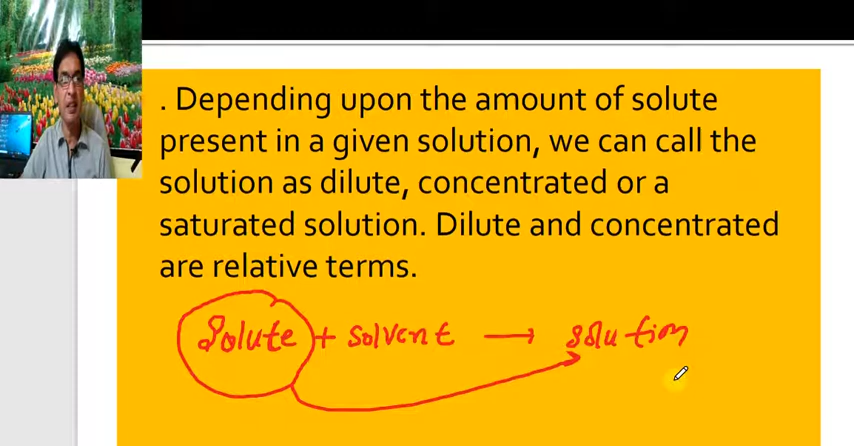 . Depending upon the amount of solute
present in a given solution, we can call the
solution as dilute, concentrated or a
saturated solution. Dilute and concentrated
are relative terms.
Solute + solvent → solution